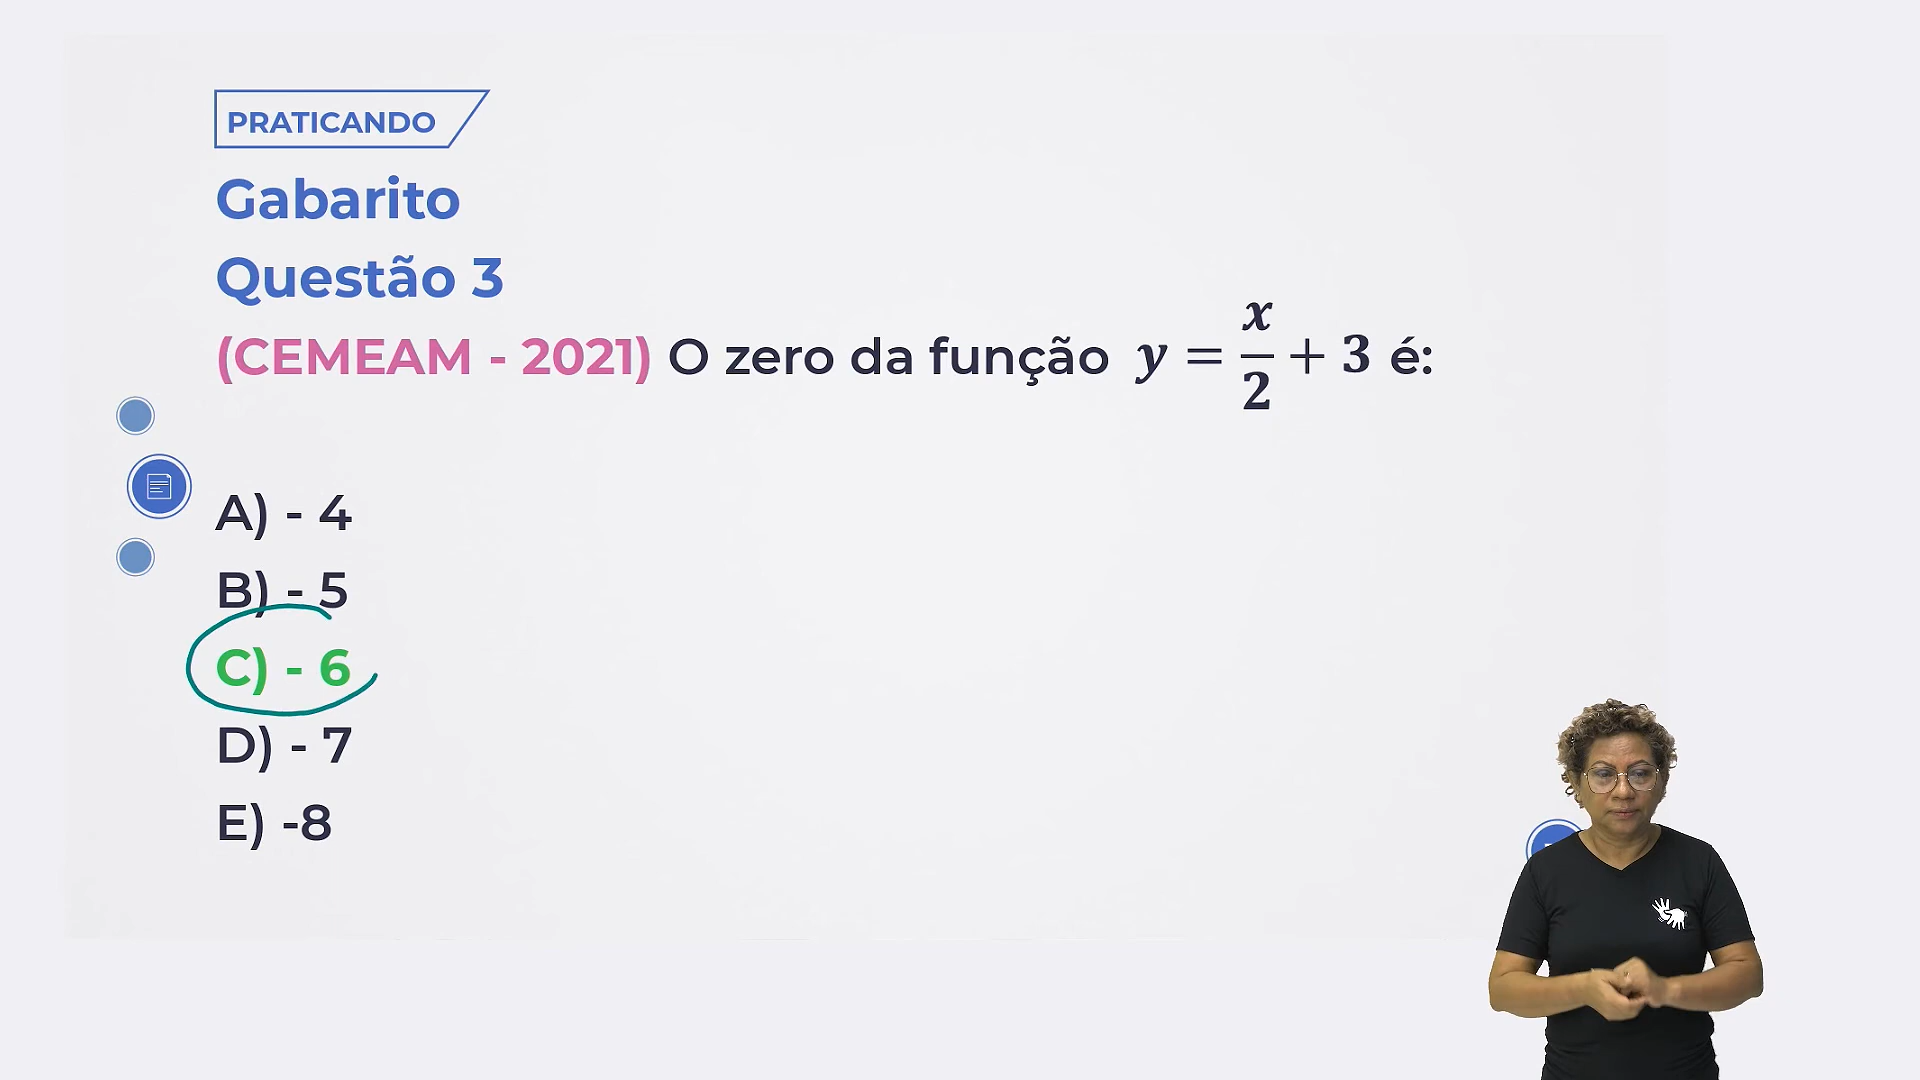 PRATICANDO
Gabarito
Questão 3
(CEMEAM - 2021) O zero da função y = x/2 + 3 é:
A) - 4
B) - 5
C) - 6
D) - 7
E) -8